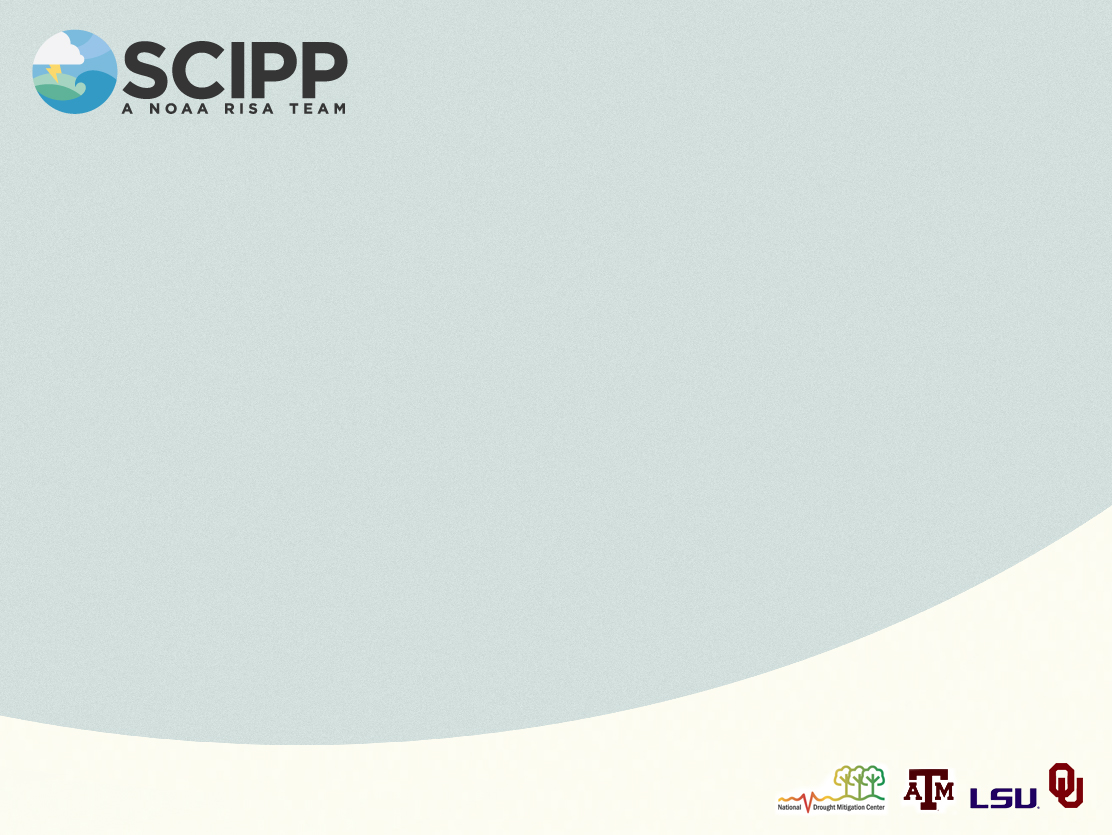 SCIPP
A NOAA RISA TEAM
National Drought Mitigation Center
ATM
LSU
OU